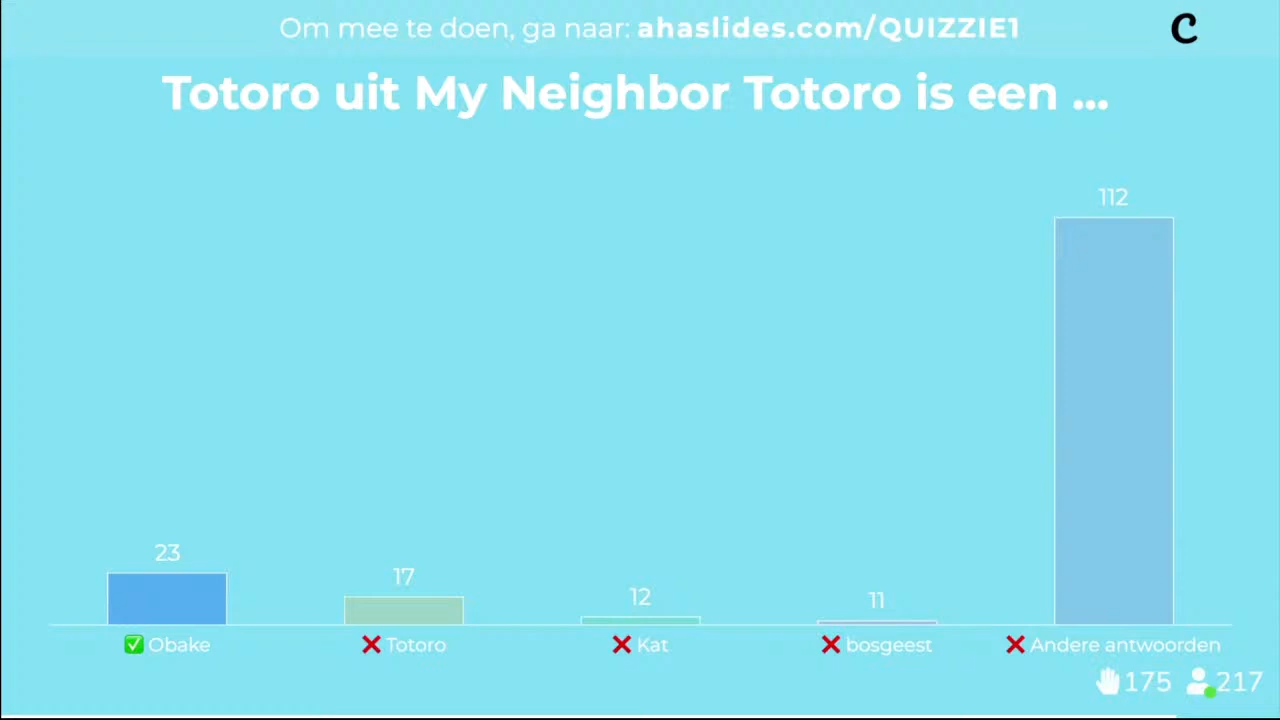 Om mee te doen, ga naar: ahaslides.com/QUIZZIE1
C
Totoro uit My Neighbor Totoro is een ...
112
23
17
12
11
✅ Obake
❌ Totoro
❌ Kat
❌ bosgeest
❌ Andere antwoorden
175
217